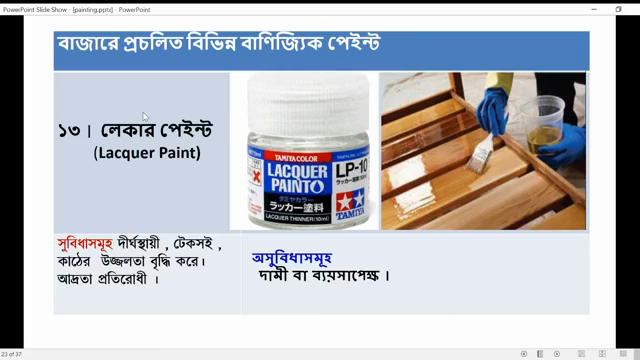 PowerPoint Slide Show - [painting.pptx] - PowerPoint
বাজারে প্রচলিত বিভিন্ন বাণিজ্যিক পেইন্ট
১৩। লেকার পেইন্ট
(Lacquer Paint)
TAMIYA COLOR
LACQUER
PAINT
LP-10
ラッカー塗料
LACQUER THINNER (10ml)
TAMIYA
সুবিধাসমূহ দীর্ঘস্থায়ী , টেকসই ,
কাঠের উজ্জলতা বৃদ্ধি করে।
আদ্রতা প্রতিরোধী ।
অসুবিধাসমূহ
দামী বা ব্যয়সাপেক্ষ ।
23 of 37